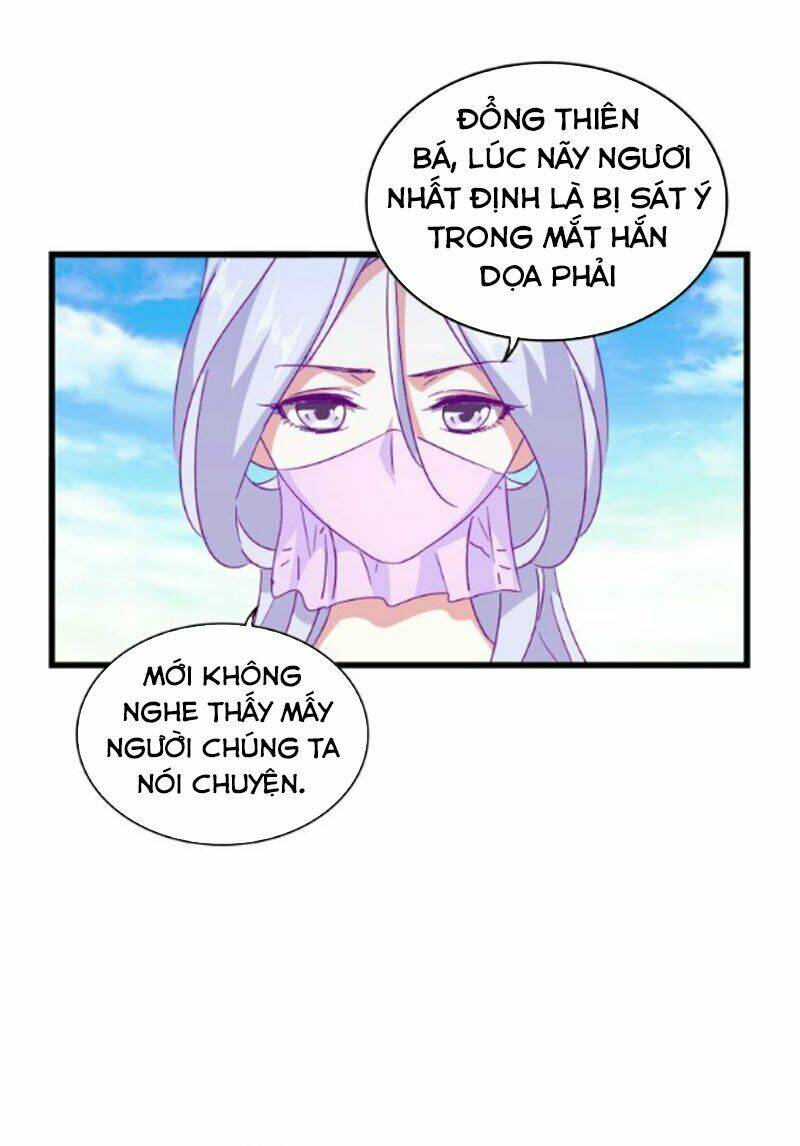 ĐỔNG THIÊN
BÁ, LÚC NÃY NGƯƠI
NHẤT ĐỊNH LÀ BỊ SÁT Ý
TRONG MẮT HẮN
DỌA PHẢI
MỚI KHÔNG
NGHE THẤY MẤY
NGƯỜI CHÚNG TA
NÓI CHUYỆN.